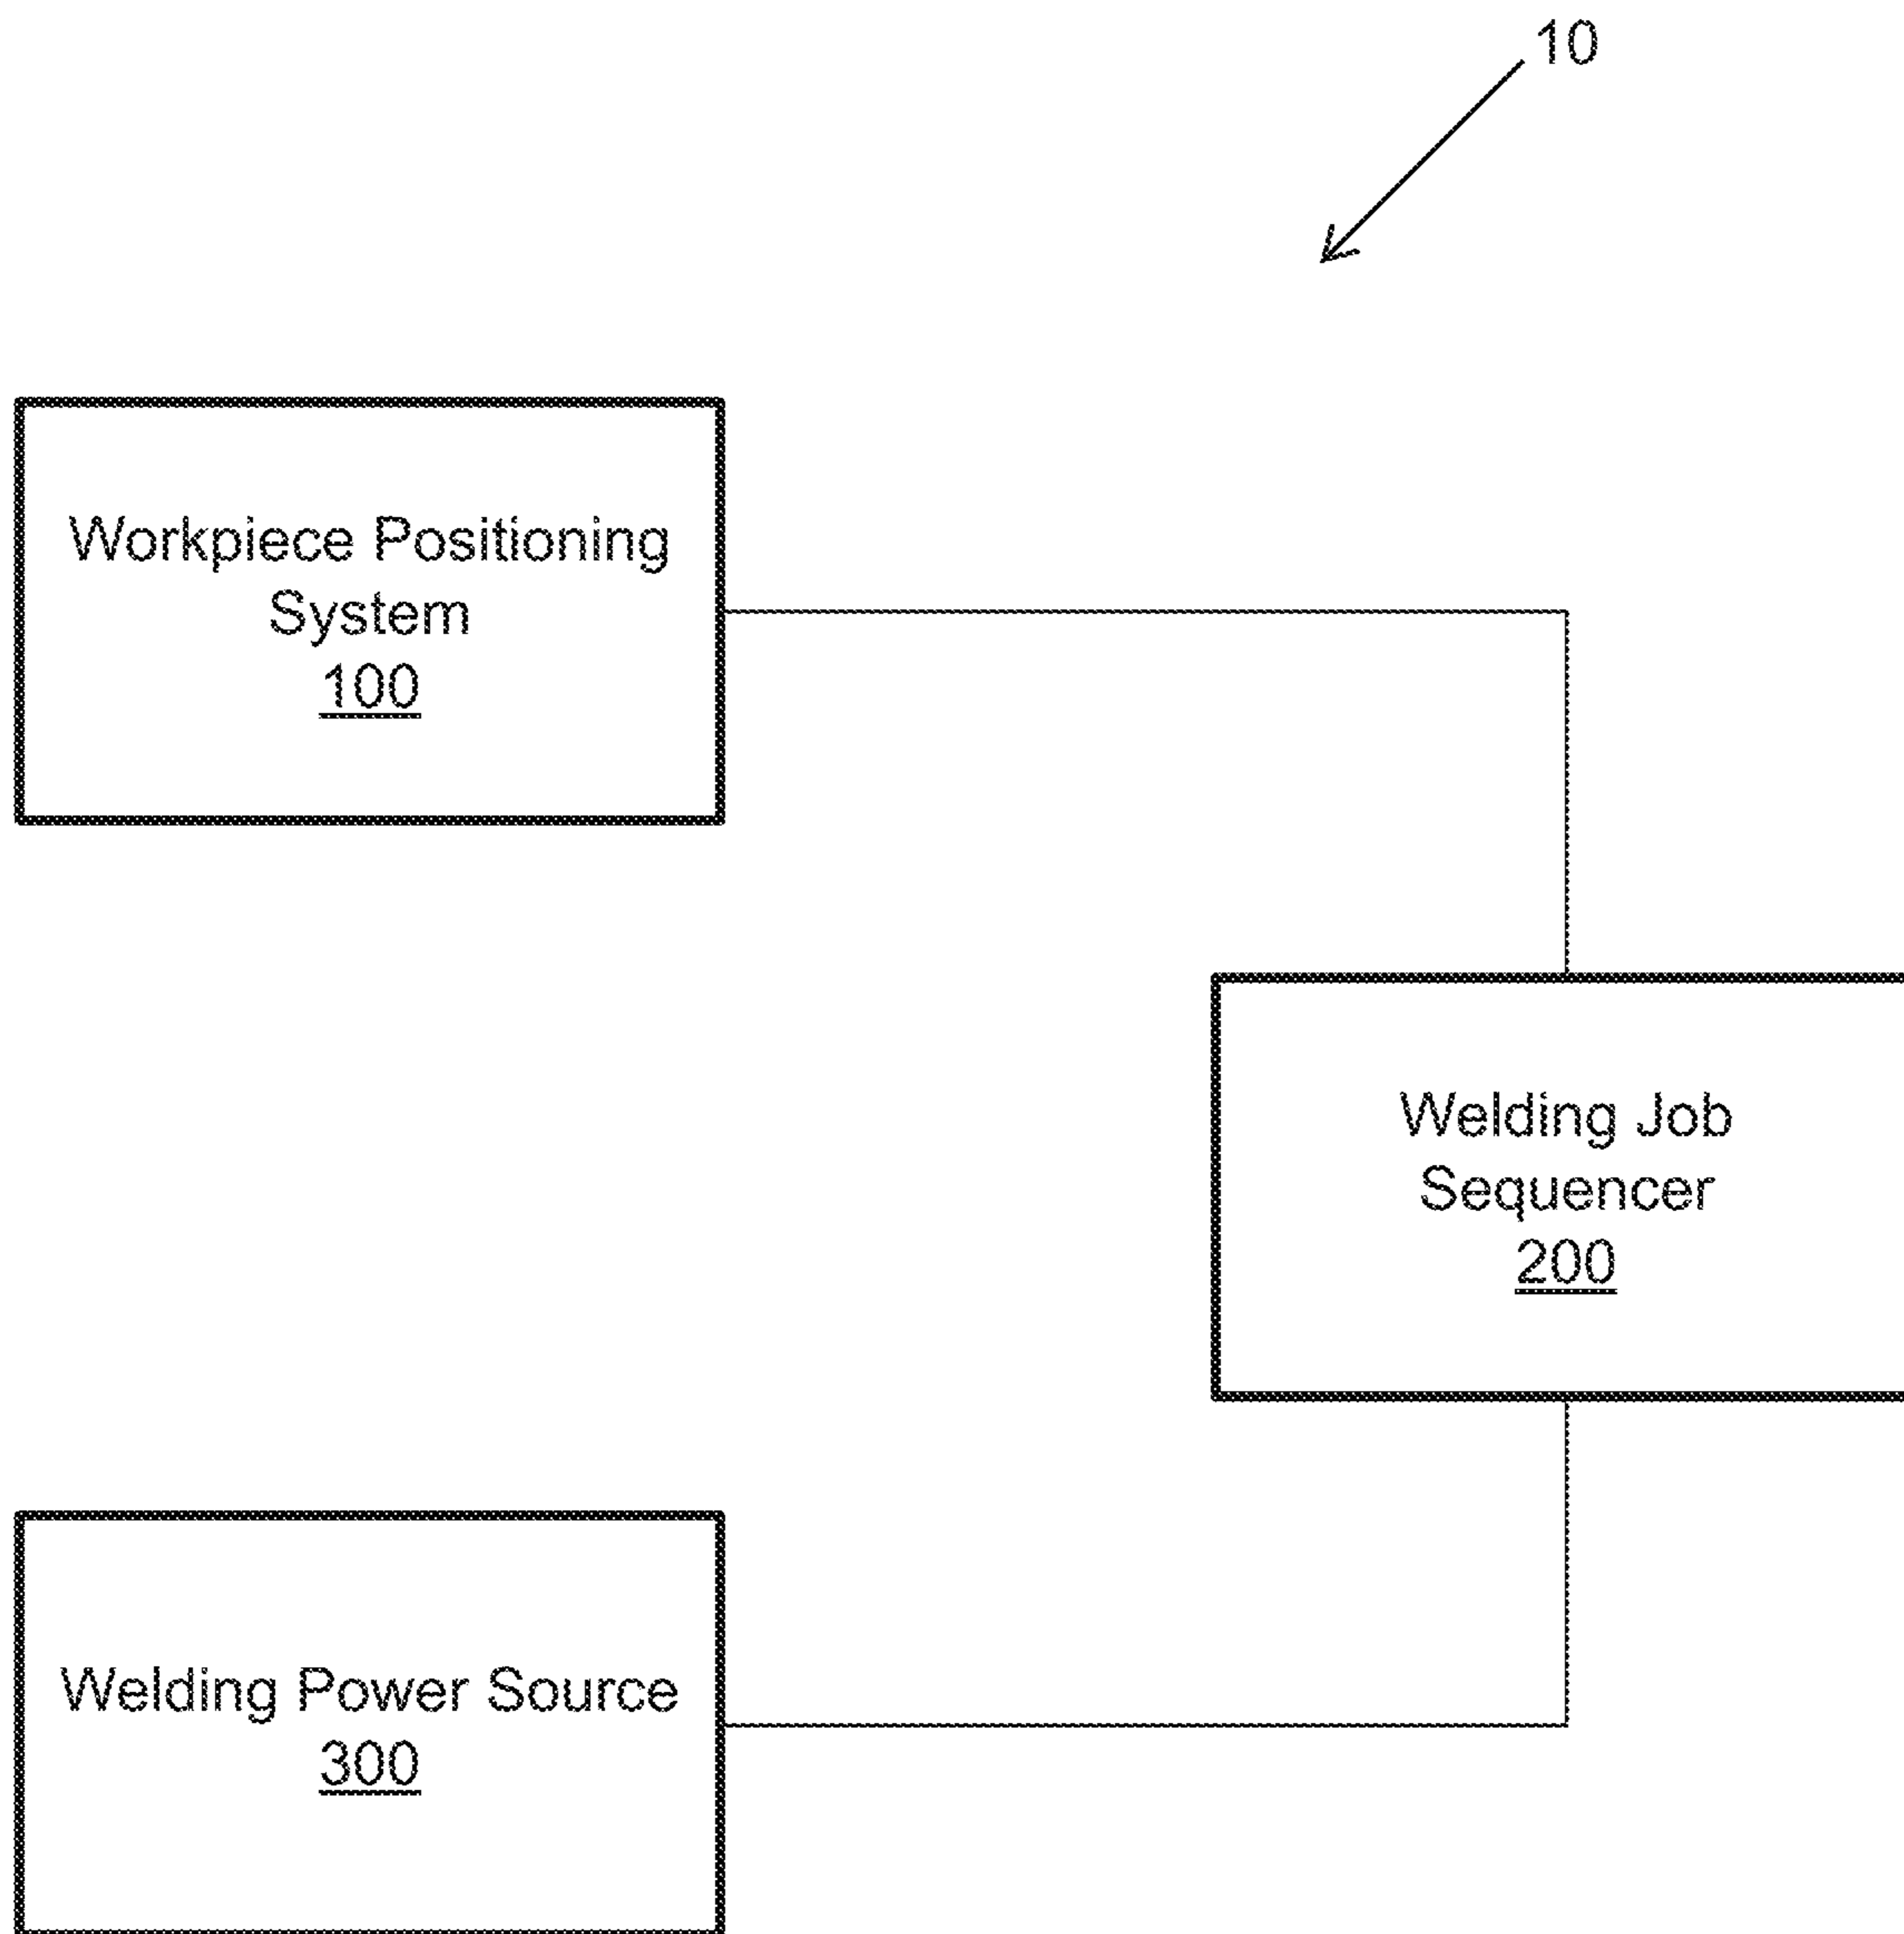 10
Workpiece Positioning
System
100
Welding Job
Sequencer
200
Welding Power Source
300